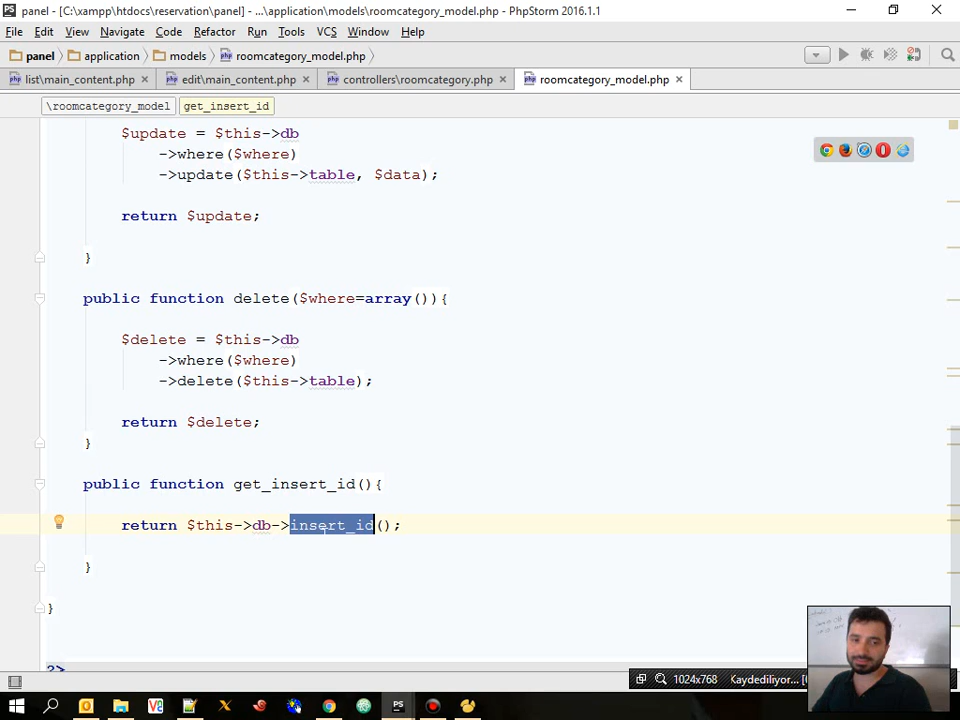 panel - [C:\xampp\htdocs\reservation\panel] - ...\application\models\roomcategory_model.php - PhpStorm 2016.1.1
File Edit View Navigate Code Refactor Run Tools VCS Window Help
panel application models roomcategory_model.php
list\main_content.php edit\main_content.php controllers\roomcategory.php roomcategory_model.php
\roomcategory_model get_insert_id
$update = $this->db
->where($where)
->update($this->table, $data);
return $update;
}
public function delete($where=array()){
$delete = $this->db
->where($where)
->delete($this->table);
return $delete;
}
public function get_insert_id(){
return $this->db->insert_id();
}
}
?>
1024x768 Kaydediliyor...